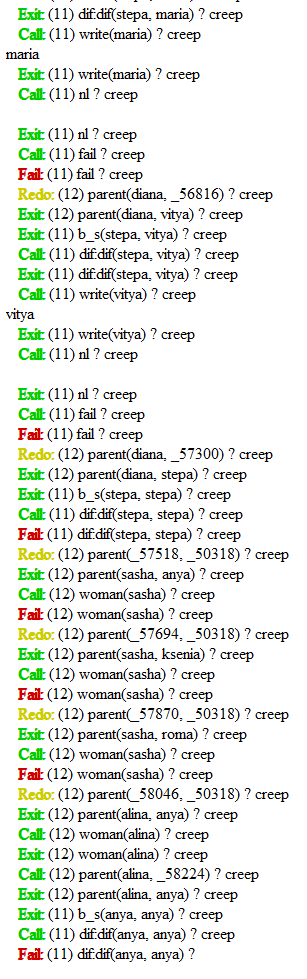 Exit: (11) dif:dif(stepa, maria) ? creep
Call: (11) write(maria) ? creep
maria
Exit: (11) write(maria) ? creep
Call: (11) nl ? creep
Exit: (11) nl ? creep
Call: (11) fail ? creep
Fail: (11) fail ? creep
Redo: (12) parent(diana, _56816) ? creep
Exit: (12) parent(diana, vitya) ? creep
Exit: (11) b_s(stepa, vitya) ? creep
Call: (11) dif:dif(stepa, vitya) ? creep
Exit: (11) dif:dif(stepa, vitya) ? creep
Call: (11) write(vitya) ? creep
vitya
Exit: (11) write(vitya) ? creep
Call: (11) nl ? creep
Exit: (11) nl ? creep
Call: (11) fail ? creep
Fail: (11) fail ? creep
Redo: (12) parent(diana, _57300) ? creep
Exit: (12) parent(diana, stepa) ? creep
Exit: (11) b_s(stepa, stepa) ? creep
Call: (11) dif:dif(stepa, stepa) ? creep
Fail: (11) dif:dif(stepa, stepa) ? creep
Redo: (12) parent(_57518, _50318) ? creep
Exit: (12) parent(sasha, anya) ? creep
Call: (12) woman(sasha) ? creep
Fail: (12) woman(sasha) ? creep
Redo: (12) parent(_57694, _50318) ? creep
Exit: (12) parent(sasha, ksenia) ? creep
Call: (12) woman(sasha) ? creep
Fail: (12) woman(sasha) ? creep
Redo: (12) parent(_57870, _50318) ? creep
Exit: (12) parent(sasha, roma) ? creep
Call: (12) woman(sasha) ? creep
Fail: (12) woman(sasha) ? creep
Redo: (12) parent(_58046, _50318) ? creep
Exit: (12) parent(alina, anya) ? creep
Call: (12) woman(alina) ? creep
Exit: (12) woman(alina) ? creep
Call: (12) parent(alina, _58224) ? creep
Exit: (12) parent(alina, anya) ? creep
Exit: (11) b_s(anya, anya) ? creep
Call: (11) dif:dif(anya, anya) ? creep
Fail: (11) dif:dif(anya, anya) ?